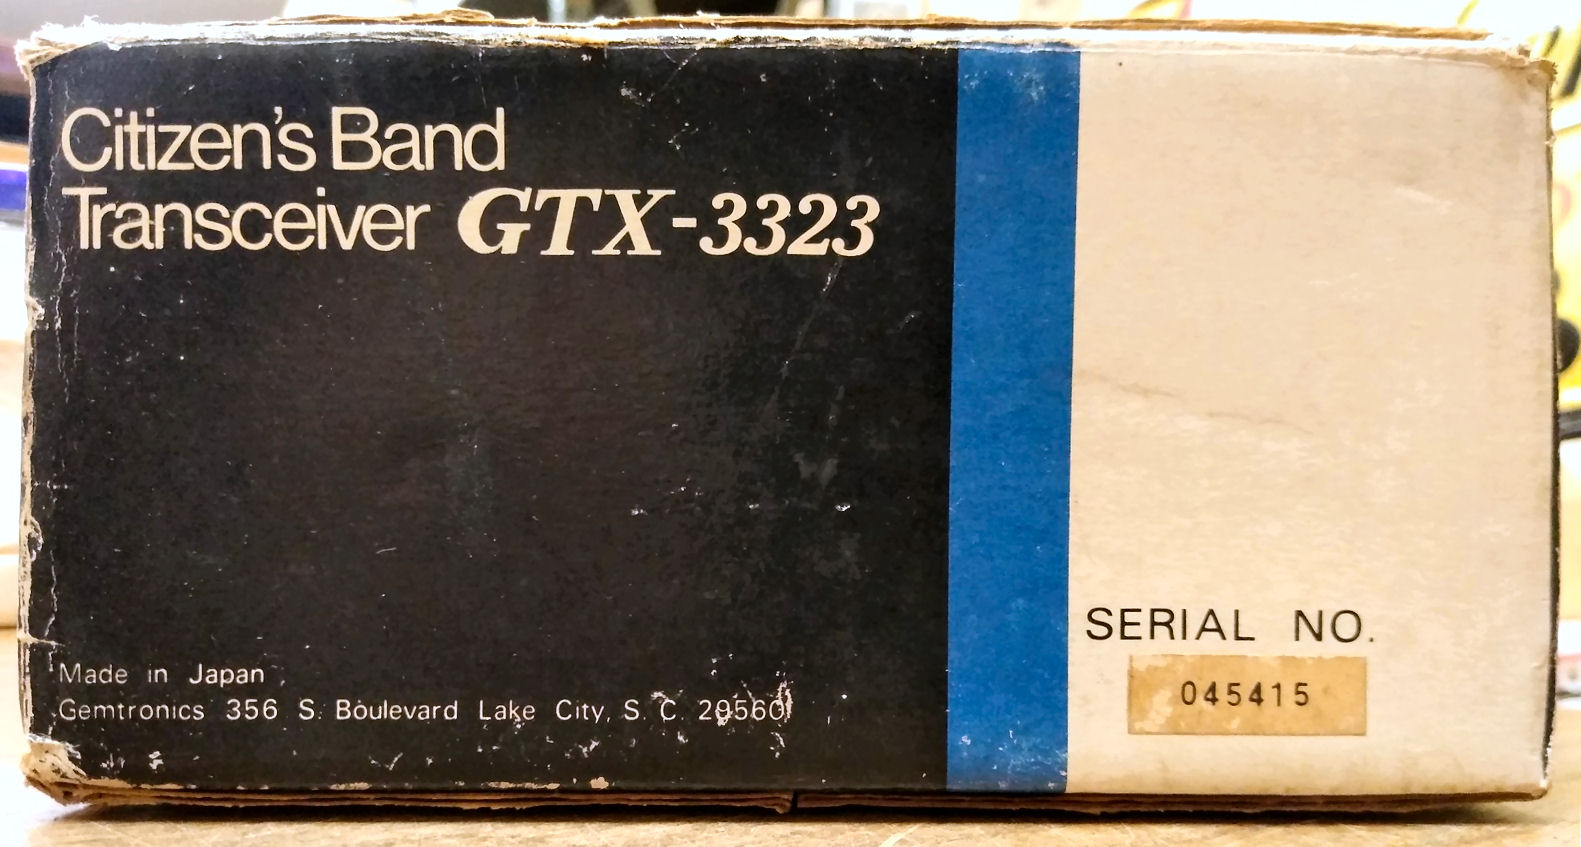 Citizen's Band
Transceiver GTX-3323
Made in Japan
Gemtronics 356 S. Boulevard Lake City, S. C. 29560
SERIAL NO.
045415